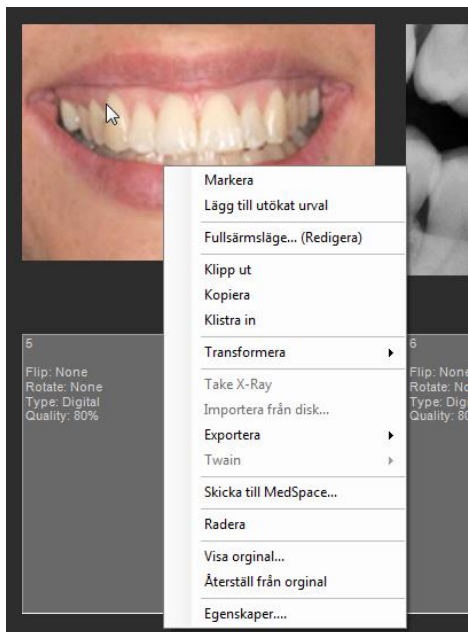 Markera
Lägg till utökat urval
Fullsärmsläge... (Redigera)
Klipp ut
Kopiera
Klistra in
Transformera
Take X-Ray
Importera från disk...
Exportera
Twain
Skicka till MedSpace...
Radera
Visa orginal...
Återställ från orginal
Egenskaper....
5
Flip: None
Rotate: None
Type: Digital
Quality: 80%
6
Flip: None
Rotate: No
Type: Digi
Quality: 80